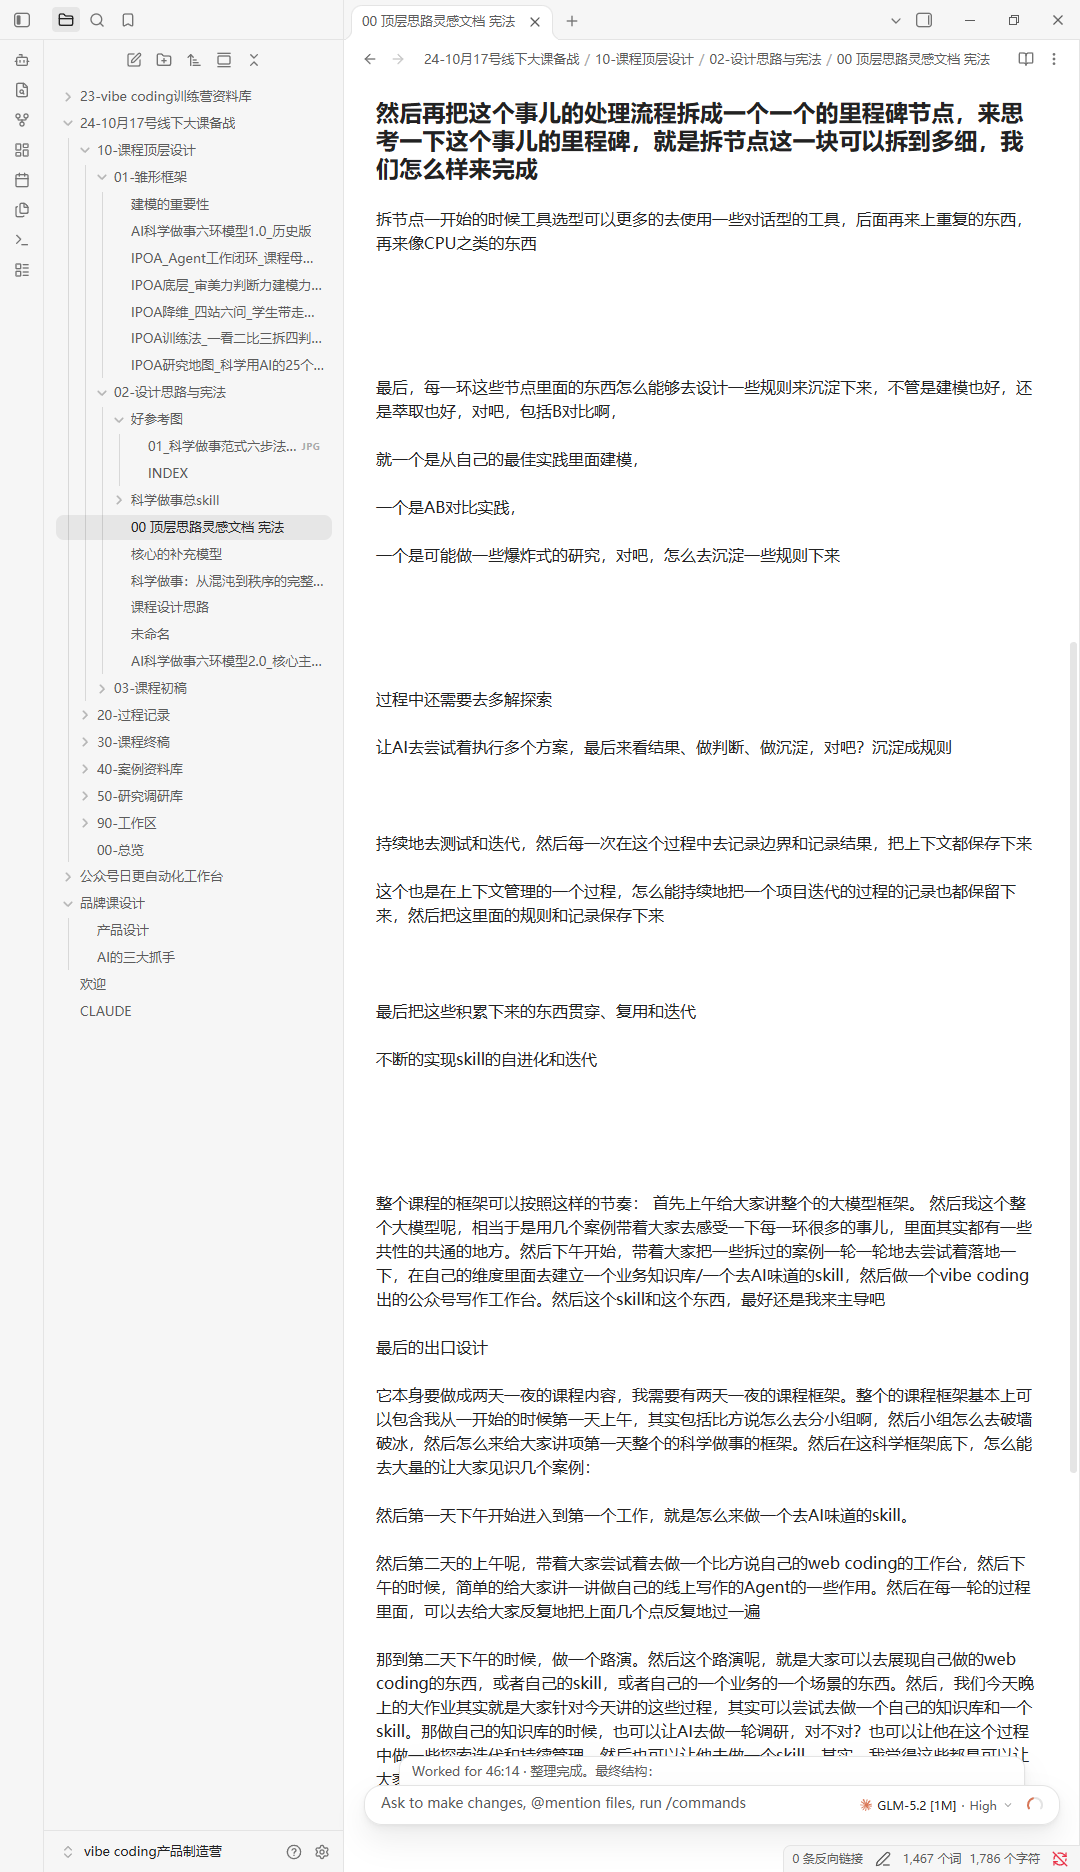 00 顶层思路灵感文档 宪法
24-10月17号线下大课备战 / 10-课程顶层设计 / 02-设计思路与宪法 / 00 顶层思路灵感文档 宪法
23-vibe coding训练营资料库
24-10月17号线下大课备战
10-课程顶层设计
01-雏形框架
建模的重要性
AI科学做事六环模型1.0_历史版
IPOA_Agent工作闭环_课程母...
IPOA底层_审美力判断力建模力...
IPOA降维_四站六问_学生带走...
IPOA训练法_一看二比三拆四判...
IPOA研究地图_科学用AI的25个...
02-设计思路与宪法
好参考图
01_科学做事范式六步法... JPG
INDEX
科学做事总skill
00 顶层思路灵感文档 宪法
核心的补充模型
科学做事：从混沌到秩序的完整...
课程设计思路
未命名
AI科学做事六环模型2.0_核心主...
03-课程初稿
20-过程记录
30-课程终稿
40-案例资料库
50-研究调研库
90-工作区
00-总览
公众号日更自动化工作台
品牌课设计
产品设计
AI的三大抓手
欢迎
CLAUDE
vibe coding产品制造营
然后再把这个事儿的处理流程拆成一个一个的里程碑节点，来思
考一下这个事儿的里程碑，就是拆节点这一块可以拆到多细，我
们怎么样来完成
拆节点一开始的时候工具选型可以更多的去使用一些对话型的工具，后面再来上重复的东西，
再来像CPU之类的东西
最后，每一环这些节点里面的东西怎么能够去设计一些规则来沉淀下来，不管是建模也好，还
是萃取也好，对吧，包括B对比啊，
就一个是从自己的最佳实践里面建模，
一个是AB对比实践，
一个是可能做一些爆炸式的研究，对吧，怎么去沉淀一些规则下来
过程中还需要去多解探索
让AI去尝试着执行多个方案，最后来看结果、做判断、做沉淀，对吧？沉淀成规则
持续地去测试和迭代，然后每一次在这个过程中去记录边界和记录结果，把上下文都保存下来
这个也是在上下文管理的一个过程，怎么能持续地把一个项目迭代的过程的记录也都保留下
来，然后把这里面的规则和记录保存下来
最后把这些积累下来的东西贯穿、复用和迭代
不断的实现skill的自进化和迭代
整个课程的框架可以按照这样的节奏： 首先上午给大家讲整个的大模型框架。 然后我这个整
个大模型呢，相当于是用几个案例带着大家去感受一下每一环很多的事儿，里面其实都有一些
共性的共通的地方。然后下午开始，带着大家把一些拆过的案例一轮一轮地去尝试着落地一
下，在自己的维度里面去建立一个业务知识库/一个去AI味道的skill，然后做一个vibe coding
出的公众号写作工作台。然后这个skill和这个东西，最好还是我来主导吧
最后的出口设计
它本身要做成两天一夜的课程内容，我需要有两天一夜的课程框架。整个的课程框架基本上可
以包含我从一开始的时候第一天上午，其实包括比方说怎么去分小组啊，然后小组怎么去破墙
破冰，然后怎么来给大家讲项第一天整个的科学做事的框架。然后在这科学框架底下，怎么能
去大量的让大家见识几个案例：
然后第一天下午开始进入到第一个工作，就是怎么来做一个去AI味道的skill。
然后第二天的上午呢，带着大家尝试着去做一个比方说自己的web coding的工作台，然后下
午的时候，简单的给大家讲一讲做自己的线上写作的Agent的一些作用。然后在每一轮的过程
里面，可以去给大家反复地把上面几个点反复地过一遍
那到第二天下午的时候，做一个路演。然后这个路演呢，就是大家可以去展现自己做的web
coding的东西，或者自己的skill，或者自己的一个业务的一个场景的东西。然后，我们今天晚
上的大作业其实就是大家针对今天讲的这些过程，其实可以尝试去做一个自己的知识库和一个
skill。那做自己的知识库的时候，也可以让AI去做一轮调研，对不对？也可以让他在这个过程
中做一些探索迭代和持续管理，然后也可以让他去做一个skill，其实，我觉得这些都是可以让
大家
Worked for 46:14 · 整理完成。最终结构：
Ask to make changes, @mention files, run /commands
GLM-5.2 [1M] · High
0 条反向链接 1,467 个词 1,786 个字符